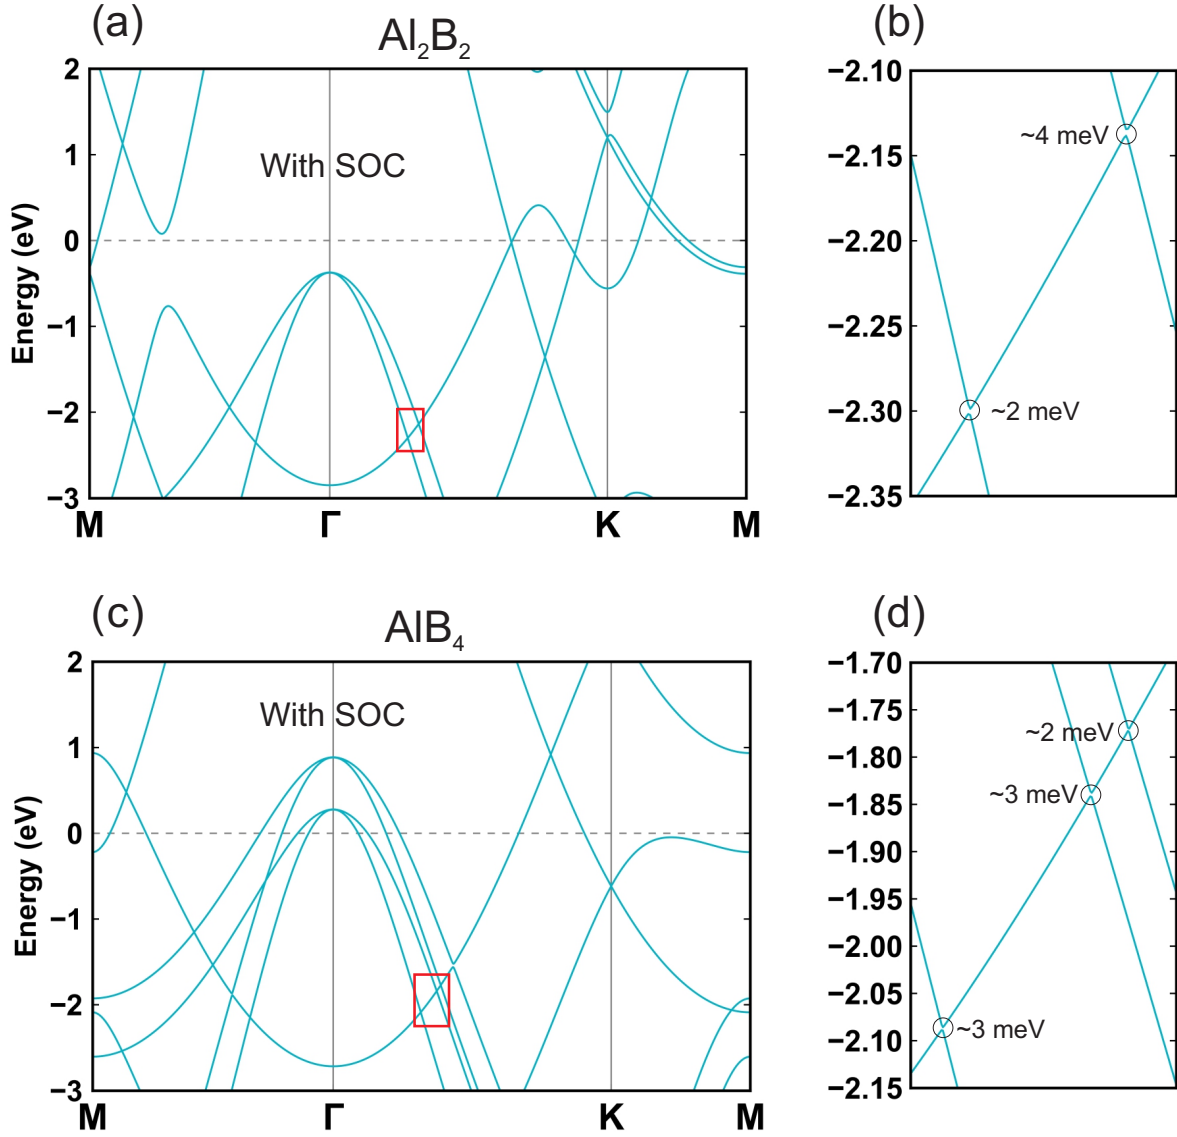 (a)
Al₂B₂
2
1
0
−1
−2
−3
Energy (eV)
With SOC
M
Γ
K
M
(b)
−2.10
−2.15
−2.20
−2.25
−2.30
−2.35
~4 meV
~2 meV
(c)
AlB₄
2
1
0
−1
−2
−3
Energy (eV)
With SOC
M
Γ
K
M
(d)
−1.70
−1.75
−1.80
−1.85
−1.90
−1.95
−2.00
−2.05
−2.10
−2.15
~2 meV
~3 meV
~3 meV